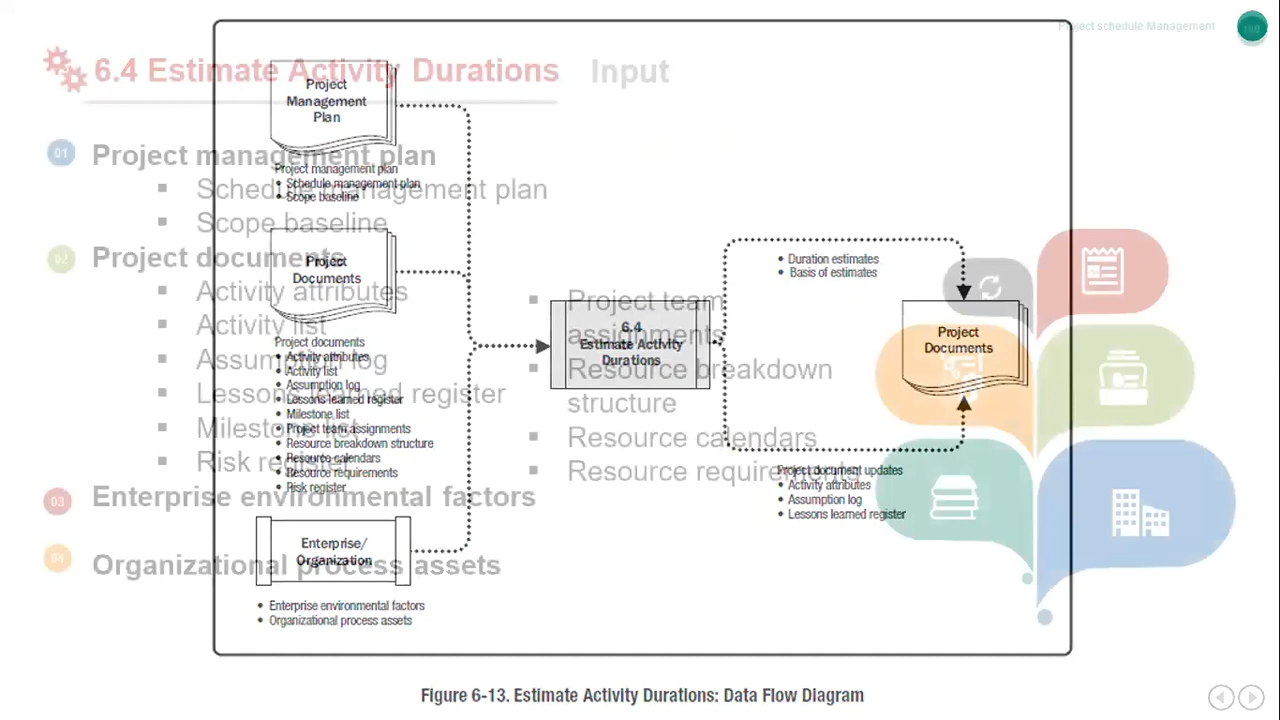 Project schedule Management
6.4 Estimate Activity Durations
Input
01
Project management plan
Schedule management plan
Scope baseline
02
Project documents
Activity attributes
Activity list
Assumption log
Lessons learned register
Milestone list
Risk register
Project team
assignments
Resource breakdown
structure
Resource calendars
Resource requirements
03
Enterprise environmental factors
04
Organizational process assets
Project
Management
Plan
Project management plan
• Schedule management plan
• Scope baseline
Project
Documents
Project documents
• Activity attributes
• Activity list
• Assumption log
• Lessons learned register
• Milestone list
• Project team assignments
• Resource breakdown structure
• Resource calendars
• Resource requirements
• Risk register
Enterprise/
Organization
• Enterprise environmental factors
• Organizational process assets
6.4
Estimate Activity
Durations
• Duration estimates
• Basis of estimates
Project
Documents
Project document updates
• Activity attributes
• Assumption log
• Lessons learned register
Figure 6-13. Estimate Activity Durations: Data Flow Diagram